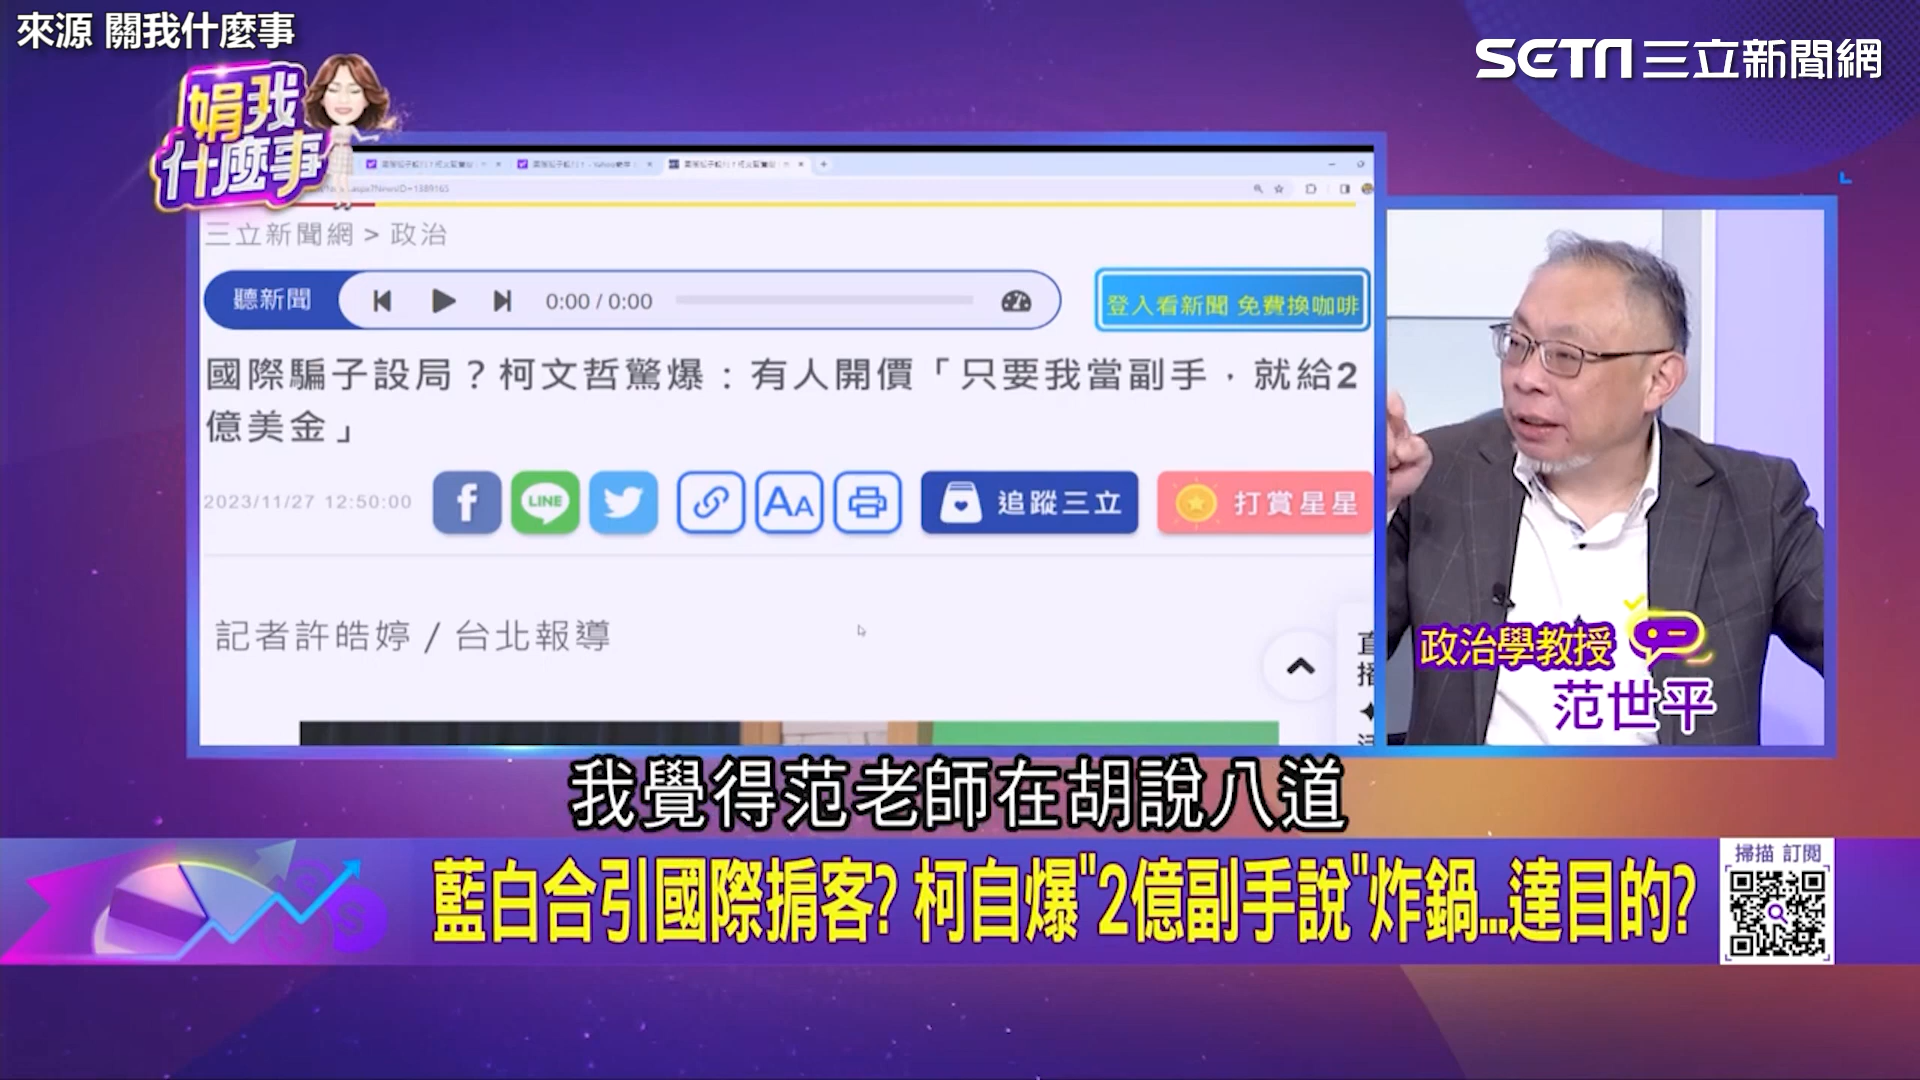 來源 關我什麼事
SETN三立新聞網
娟我
什麼事
三立新聞網 > 政治
聽新聞
0:00 / 0:00
登入看新聞 免費換咖啡
國際騙子設局？柯文哲驚爆：有人開價「只要我當副手，就給2
億美金」
2023/11/27 12:50:00
f
LINE
AA
追蹤三立
打賞星星
記者許皓婷 / 台北報導
直
播
政治學教授
范世平
我覺得范老師在胡說八道
藍白合引國際掮客? 柯自爆"2億副手說"炸鍋...達目的?
掃描 訂閱